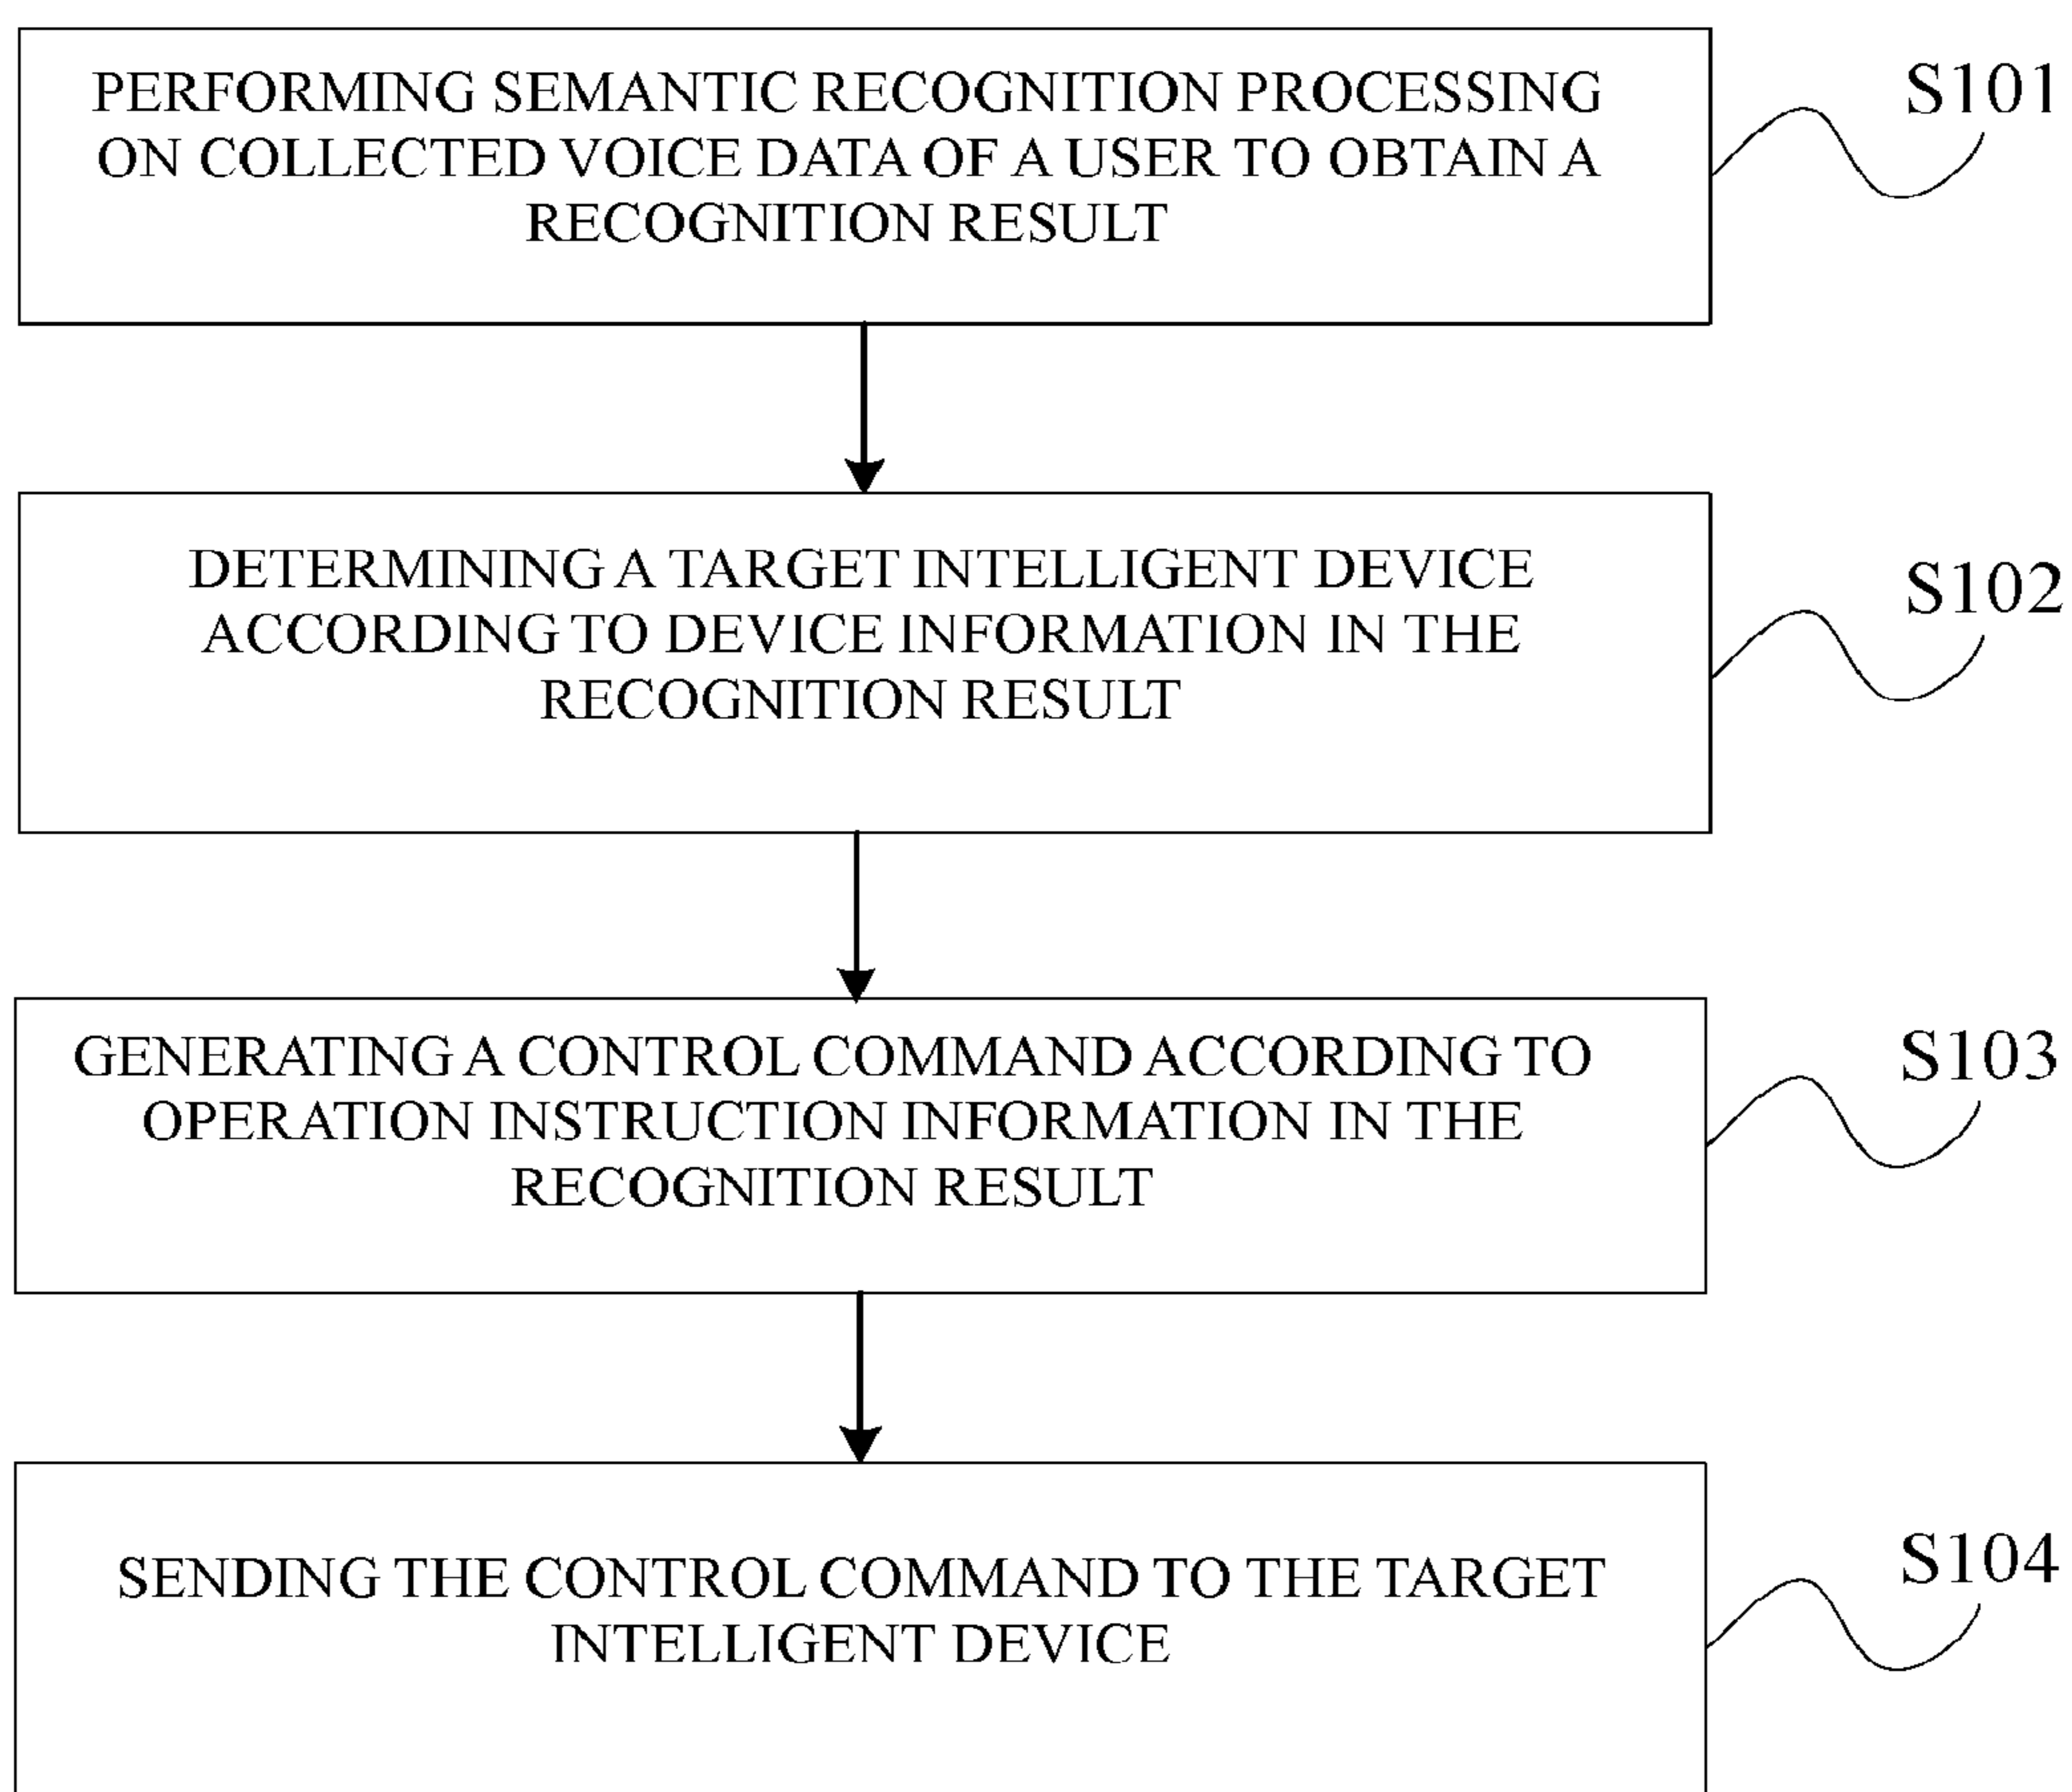 PERFORMING SEMANTIC RECOGNITION PROCESSING
ON COLLECTED VOICE DATA OF A USER TO OBTAIN A
RECOGNITION RESULT
S101
DETERMINING A TARGET INTELLIGENT DEVICE
ACCORDING TO DEVICE INFORMATION IN THE
RECOGNITION RESULT
S102
GENERATING A CONTROL COMMAND ACCORDING TO
OPERATION INSTRUCTION INFORMATION IN THE
RECOGNITION RESULT
S103
SENDING THE CONTROL COMMAND TO THE TARGET
INTELLIGENT DEVICE
S104